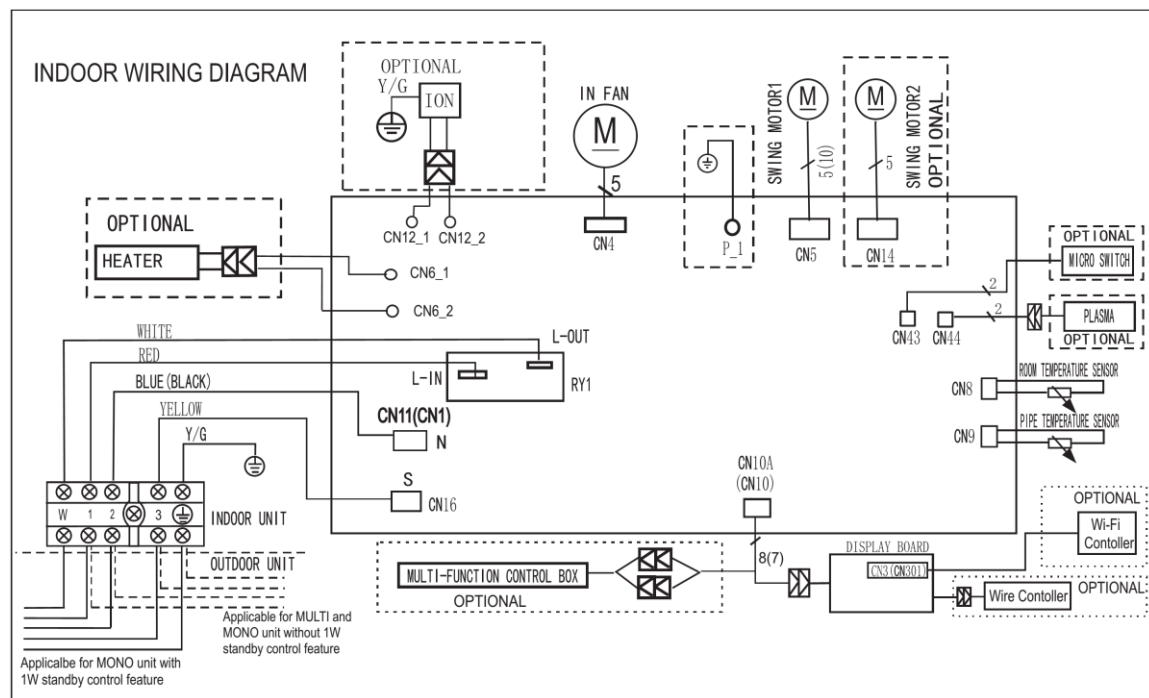 INDOOR WIRING DIAGRAM
OPTIONAL
Y/G
ION
IN FAN
M
SWING MOTOR1
M
5(10)
M
5
SWING MOTOR2
OPTIONAL
5
CN12_1
CN12_2
CN4
P_1
CN5
CN14
OPTIONAL
HEATER
CN6_1
CN6_2
OPTIONAL
MICRO SWITCH
2
2
PLASMA
OPTIONAL
CN43
CN44
WHITE
L-OUT
RED
L-IN
RY1
BLUE(BLACK)
CN11(CN1)
N
YELLOW
Y/G
S
CN16
CN8
ROOM TEMPERATURE SENSOR
CN9
PIPE TEMPERATURE SENSOR
CN10A
(CN10)
8(7)
W
1
2
3
INDOOR UNIT
OUTDOOR UNIT
Applicable for MULTI and
MONO unit without 1W
standby control feature
Applicalbe for MONO unit with
1W standby control feature
MULTI-FUNCTION CONTROL BOX
OPTIONAL
DISPLAY BOARD
CN3(CN301)
OPTIONAL
Wi-Fi
Contoller
Wire Contoller
OPTIONAL